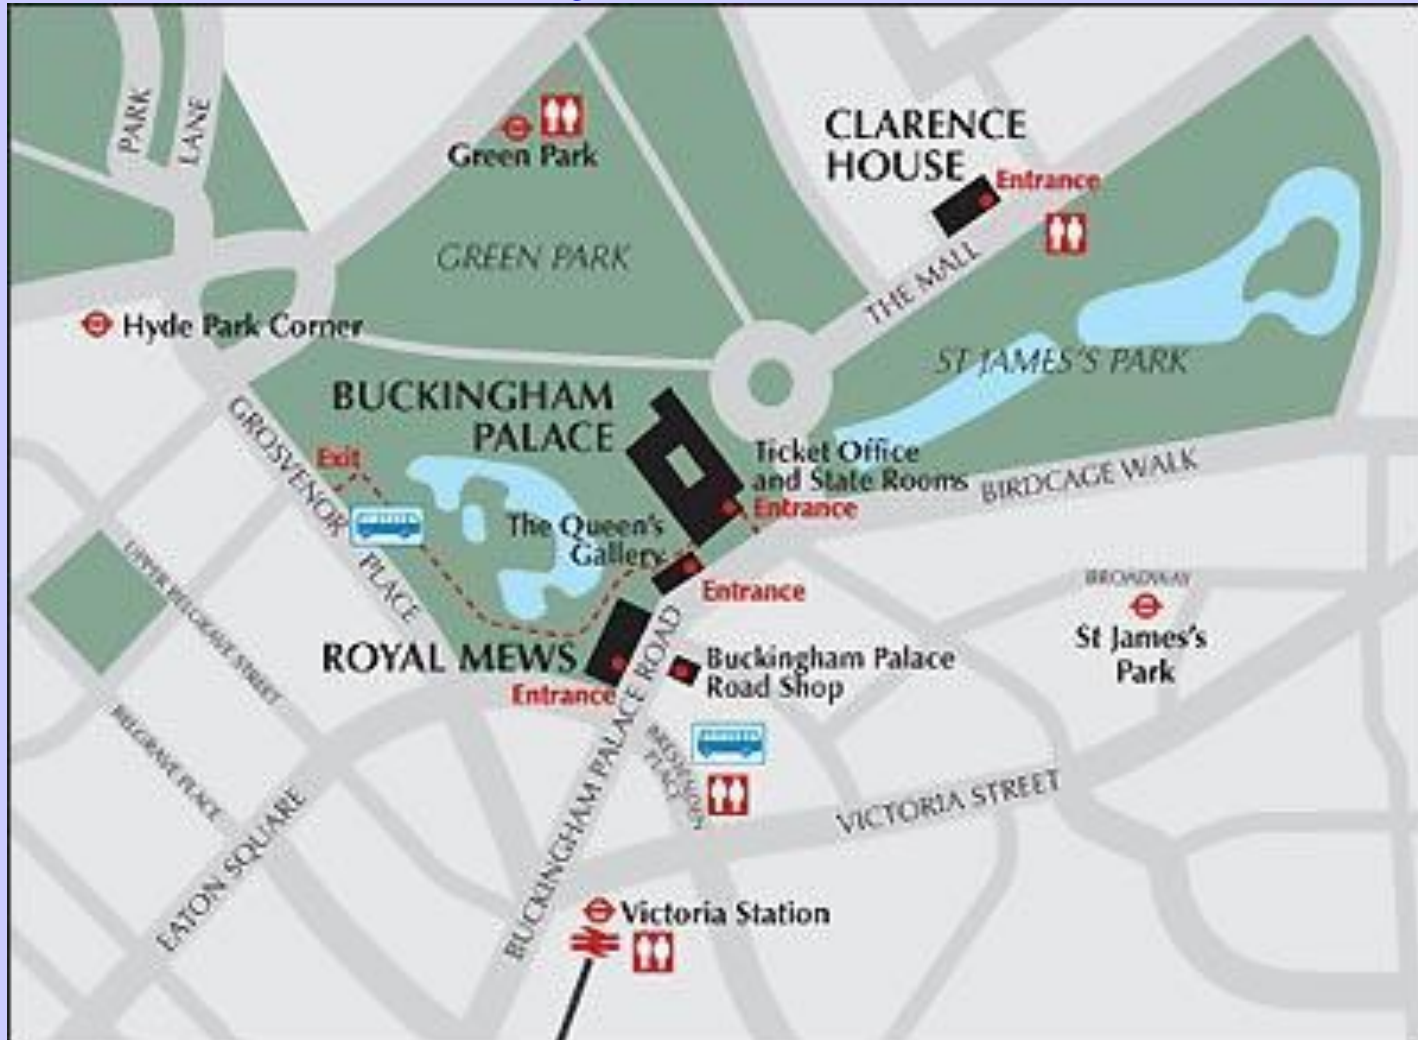 PARK
LANE
Green Park
CLARENCE
HOUSE
Entrance
GREEN PARK
THE MALL
Hyde Park Corner
ST JAMES'S PARK
BUCKINGHAM
PALACE
GROSVENOR
PLACE
Exit
Ticket Office
and State Rooms
Entrance
BIRDCAGE WALK
The Queen's
Gallery
Entrance
UPPER BELGRAVE STREET
BROADWAY
St James's
Park
ROYAL MEWS
Entrance
Buckingham Palace
Road Shop
BUCKINGHAM PALACE ROAD
BELGRAVE PLACE
PLACE
EATON SQUARE
VICTORIA STREET
Victoria Station